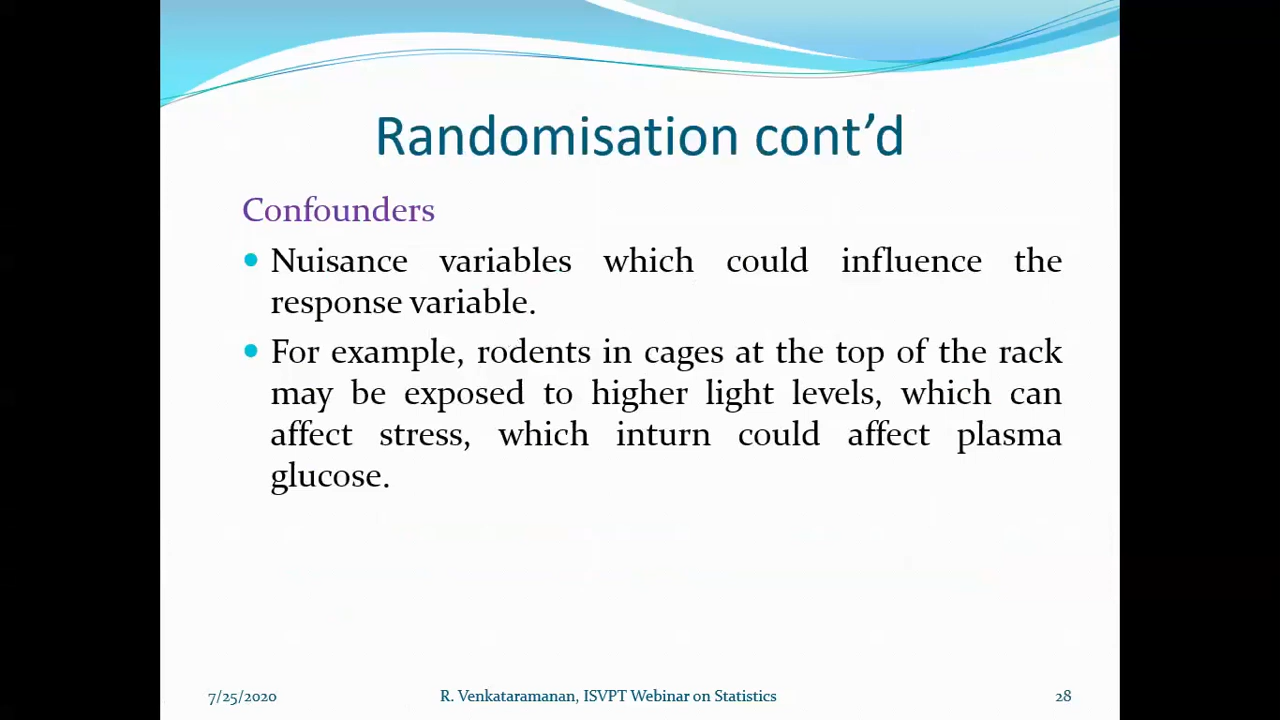 Randomisation cont’d
Confounders
• Nuisance variables which could influence the
response variable.
• For example, rodents in cages at the top of the rack
may be exposed to higher light levels, which can
affect stress, which inturn could affect plasma
glucose.
7/25/2020 R. Venkataramanan, ISVPT Webinar on Statistics 28